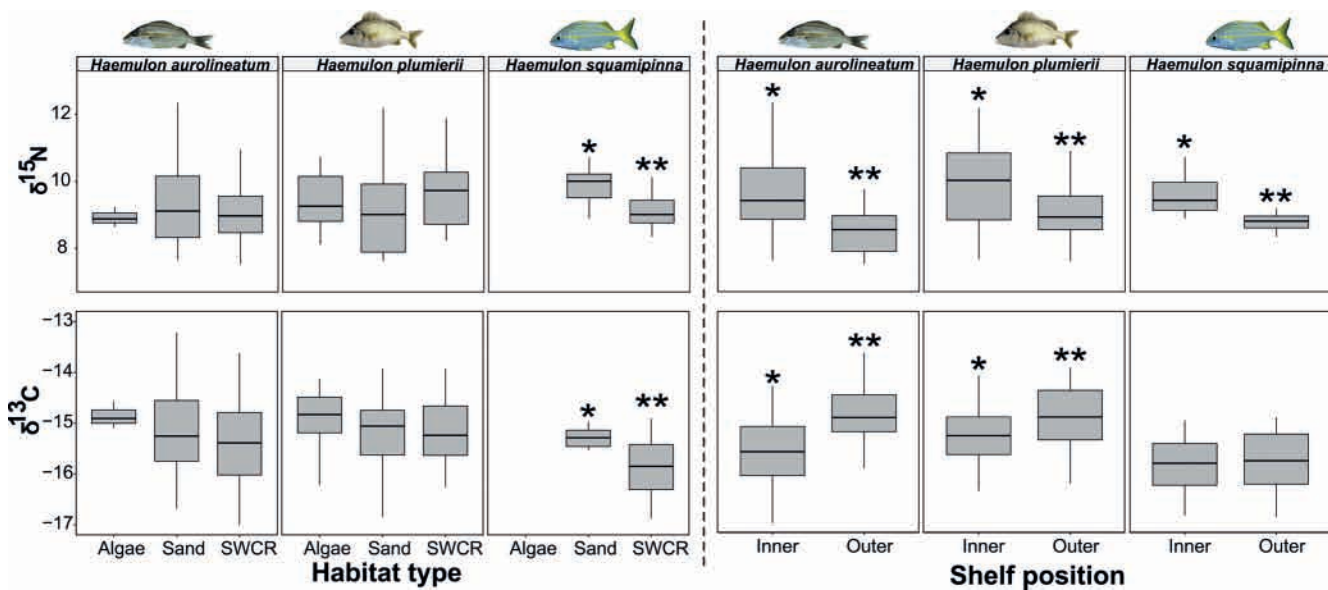 Haemulon aurolineatum Haemulon plumierii Haemulon squamipinna Haemulon aurolineatum Haemulon plumierii Haemulon squamipinna
* * * *
12
** ** **
δ15N
10
8
−13
** ** **
−14
* * *
δ13C
−15
−16
−17
Algae Sand SWCR Algae Sand SWCR Sand SWCR Inner Outer Inner Outer Inner Outer
Habitat type Shelf position